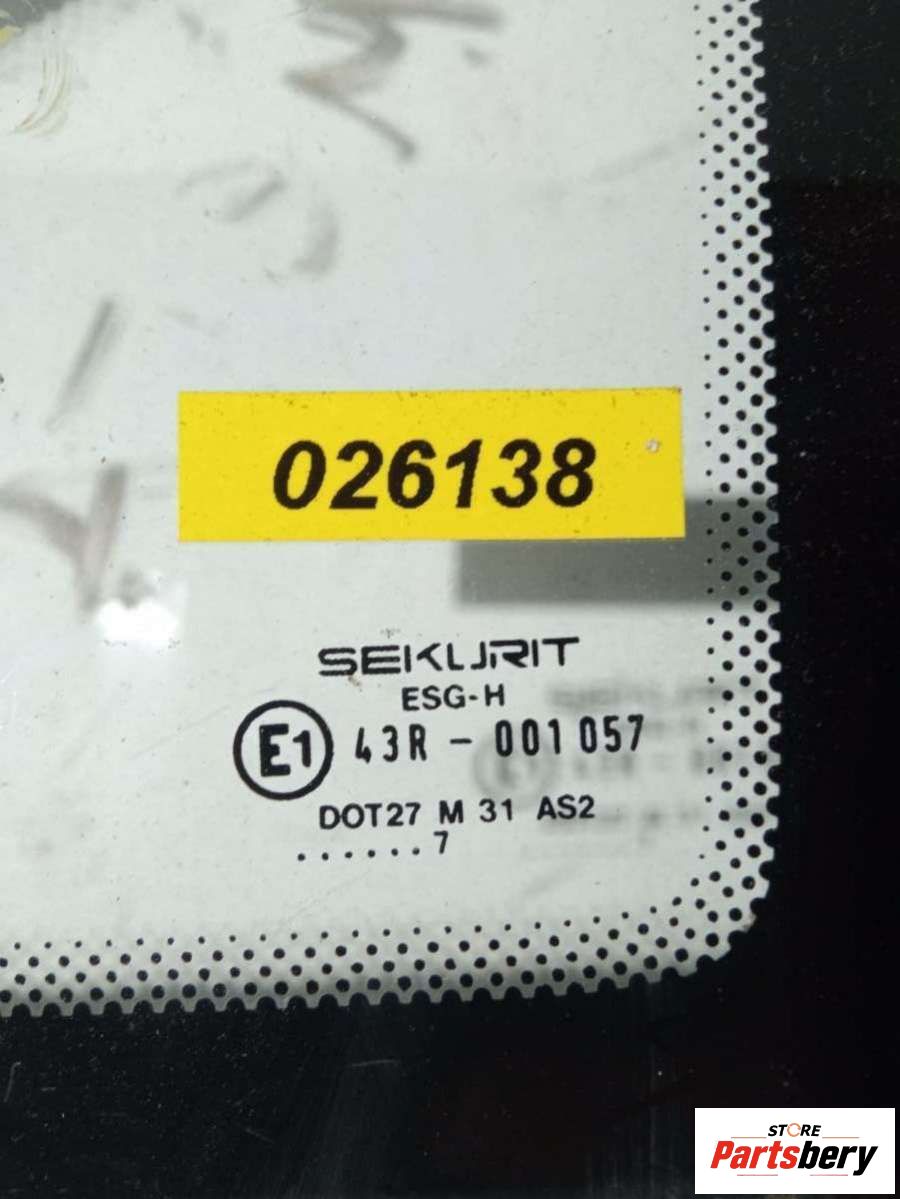 026138
SEKURIT
ESG-H
E1 43R - 001057
DOT27 M 31 AS2
......7
STORE
Partsbery